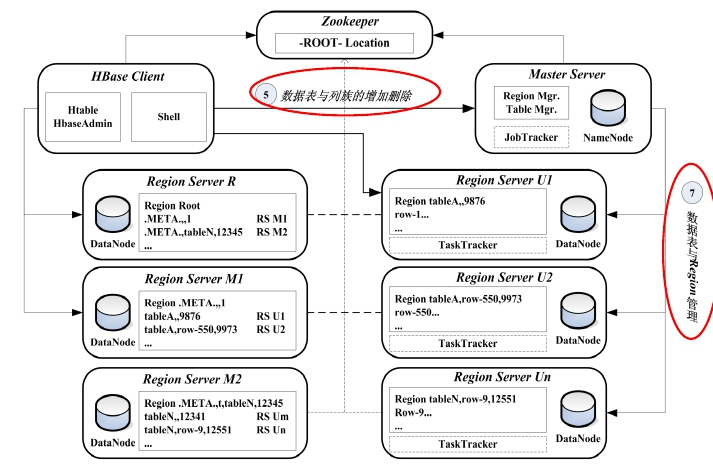 Zookeeper
-ROOT- Location
HBase Client
Htable
HbaseAdmin
Shell
5 数据表与列族的增加删除
Master Server
Region Mgr.
Table Mgr.
JobTracker
NameNode
Region Server R
DataNode
Region Root
.META.,,1 RS M1
.META.,tableN,12345 RS M2
...
Region Server U1
Region tableA,,9876
row-1...
...
TaskTracker
DataNode
7
数据表与Region管理
Region Server M1
DataNode
Region .META.,,1
tableA,,9876 RS U1
tableA,row-550,9973 RS U2
...
Region Server U2
Region tableA,row-550,9973
row-550...
...
TaskTracker
DataNode
Region Server M2
DataNode
Region .META.,t,tableN,12345
tableN,,12341 RS Um
tableN,row-9,12551 RS Un
...
Region Server Un
Region tableN,row-9,12551
Row-9...
...
TaskTracker
DataNode